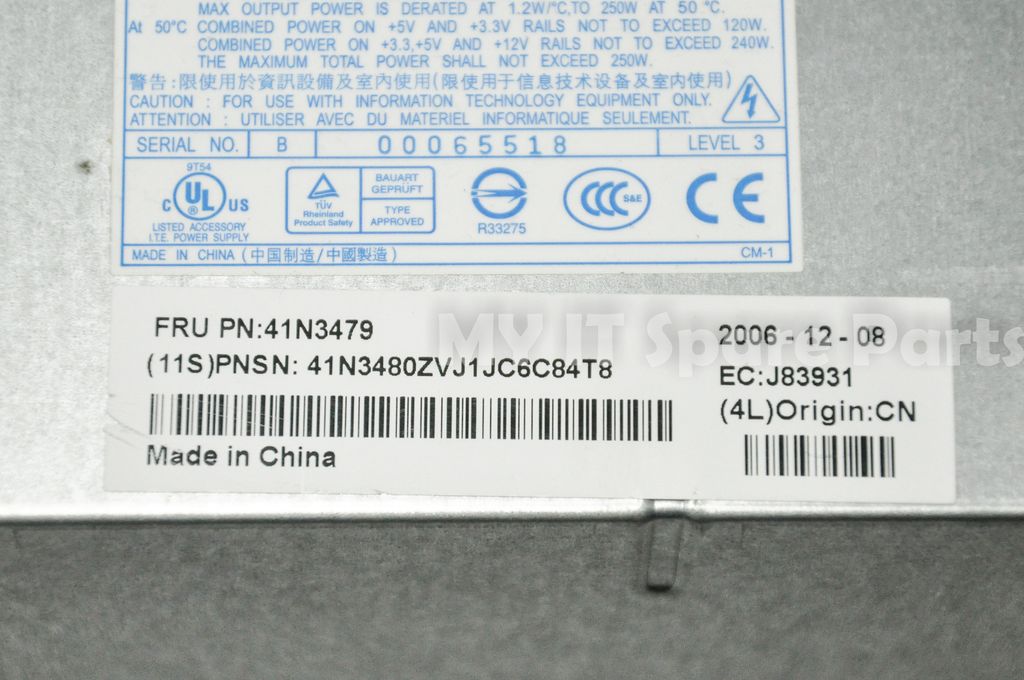 MAX OUTPUT POWER IS DERATED AT 1.2W/°C,TO 250W AT 50 °C.
At 50°C COMBINED POWER ON +5V AND +3.3V RAILS NOT TO EXCEED 120W.
COMBINED POWER ON +3.3,+5V AND +12V RAILS NOT TO EXCEED 240W.
THE MAXIMUM TOTAL POWER SHALL NOT EXCEED 250W.
警告:限使用於資訊設備及室內使用(限使用于信息技术设备及室内使用)
CAUTION : FOR USE WITH INFORMATION TECHNOLOGY EQUIPMENT ONLY.
ATTENTION : UTILISER AVEC DU MATERIEL INFORMATIQUE SEULEMENT.
SERIAL NO. B 00065518 LEVEL 3
9T54
C UL ® US
LISTED ACCESSORY
I.T.E. POWER SUPPLY
TÜV
Rheinland
Product Safety
BAUART
GEPRÜFT
TYPE
APPROVED
R33275
CCC S&E
CE
MADE IN CHINA (中国制造/中國製造) CM-1
FRU PN:41N3479
(11S)PNSN: 41N3480ZVJ1JC6C84T8
Made in China
2006 - 12 - 08
EC:J83931
(4L)Origin:CN
MY IT Spare Parts